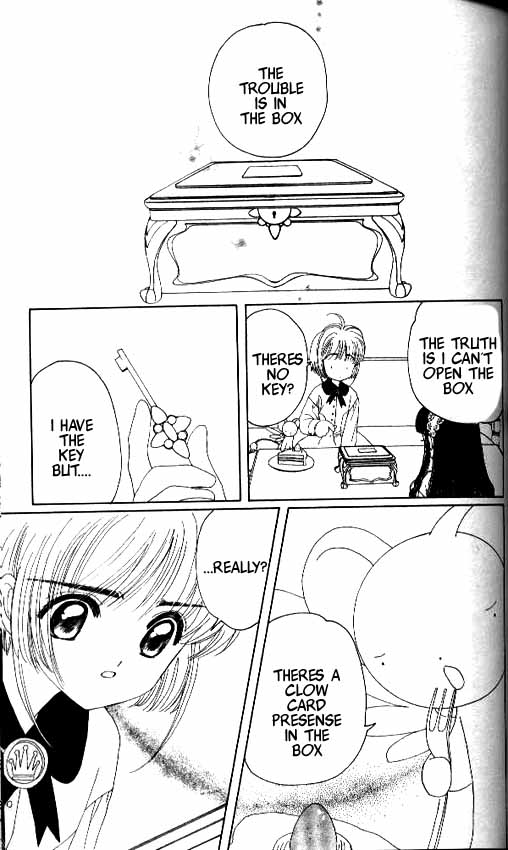 THE
TROUBLE
IS IN
THE BOX
THE TRUTH
IS I CAN'T
OPEN THE
BOX
THERES
NO
KEY?
I HAVE
THE
KEY
BUT....
THERES A
CLOW
CARD
PRESENSE
IN THE
BOX
...REALLY?